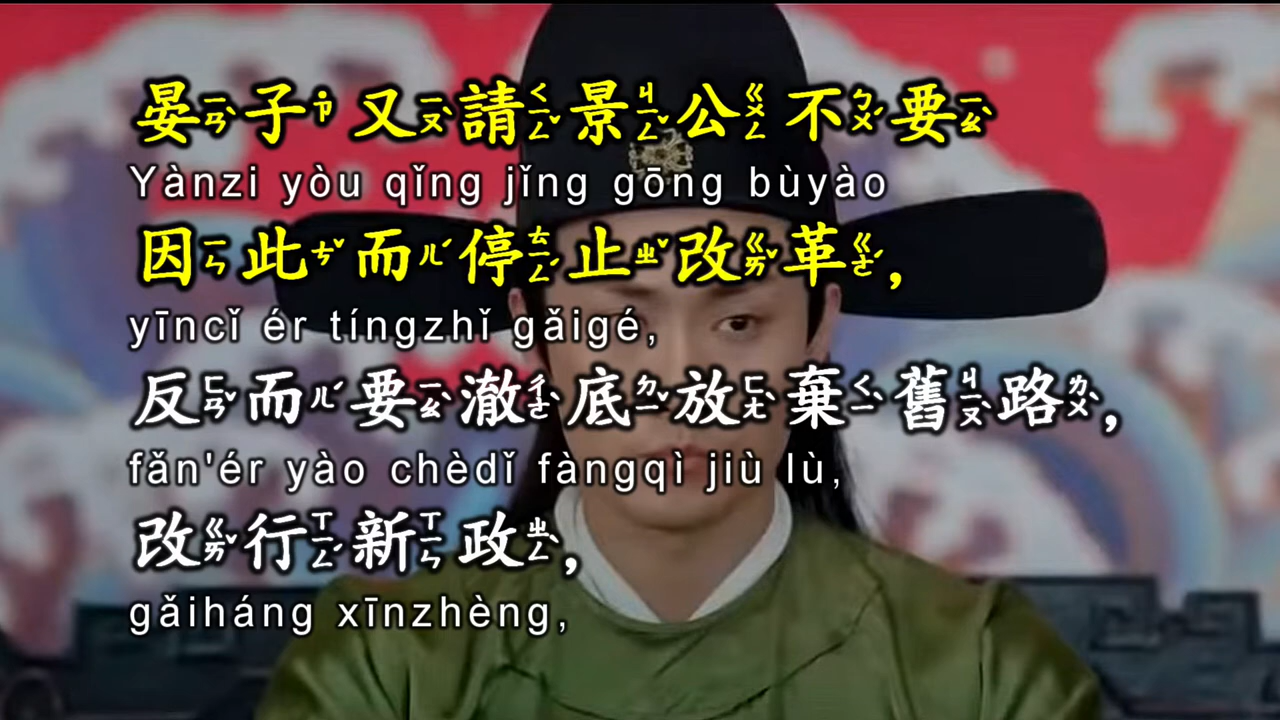 晏子又請景公不要
Yànzi yòu qǐng jǐng gōng bùyào
因此而停止改革，
yīncǐ ér tíngzhǐ gǎigé,
反而要澈底放棄舊路，
fǎn'ér yào chèdǐ fàngqì jiù lù,
改行新政，
gǎiháng xīnzhèng,